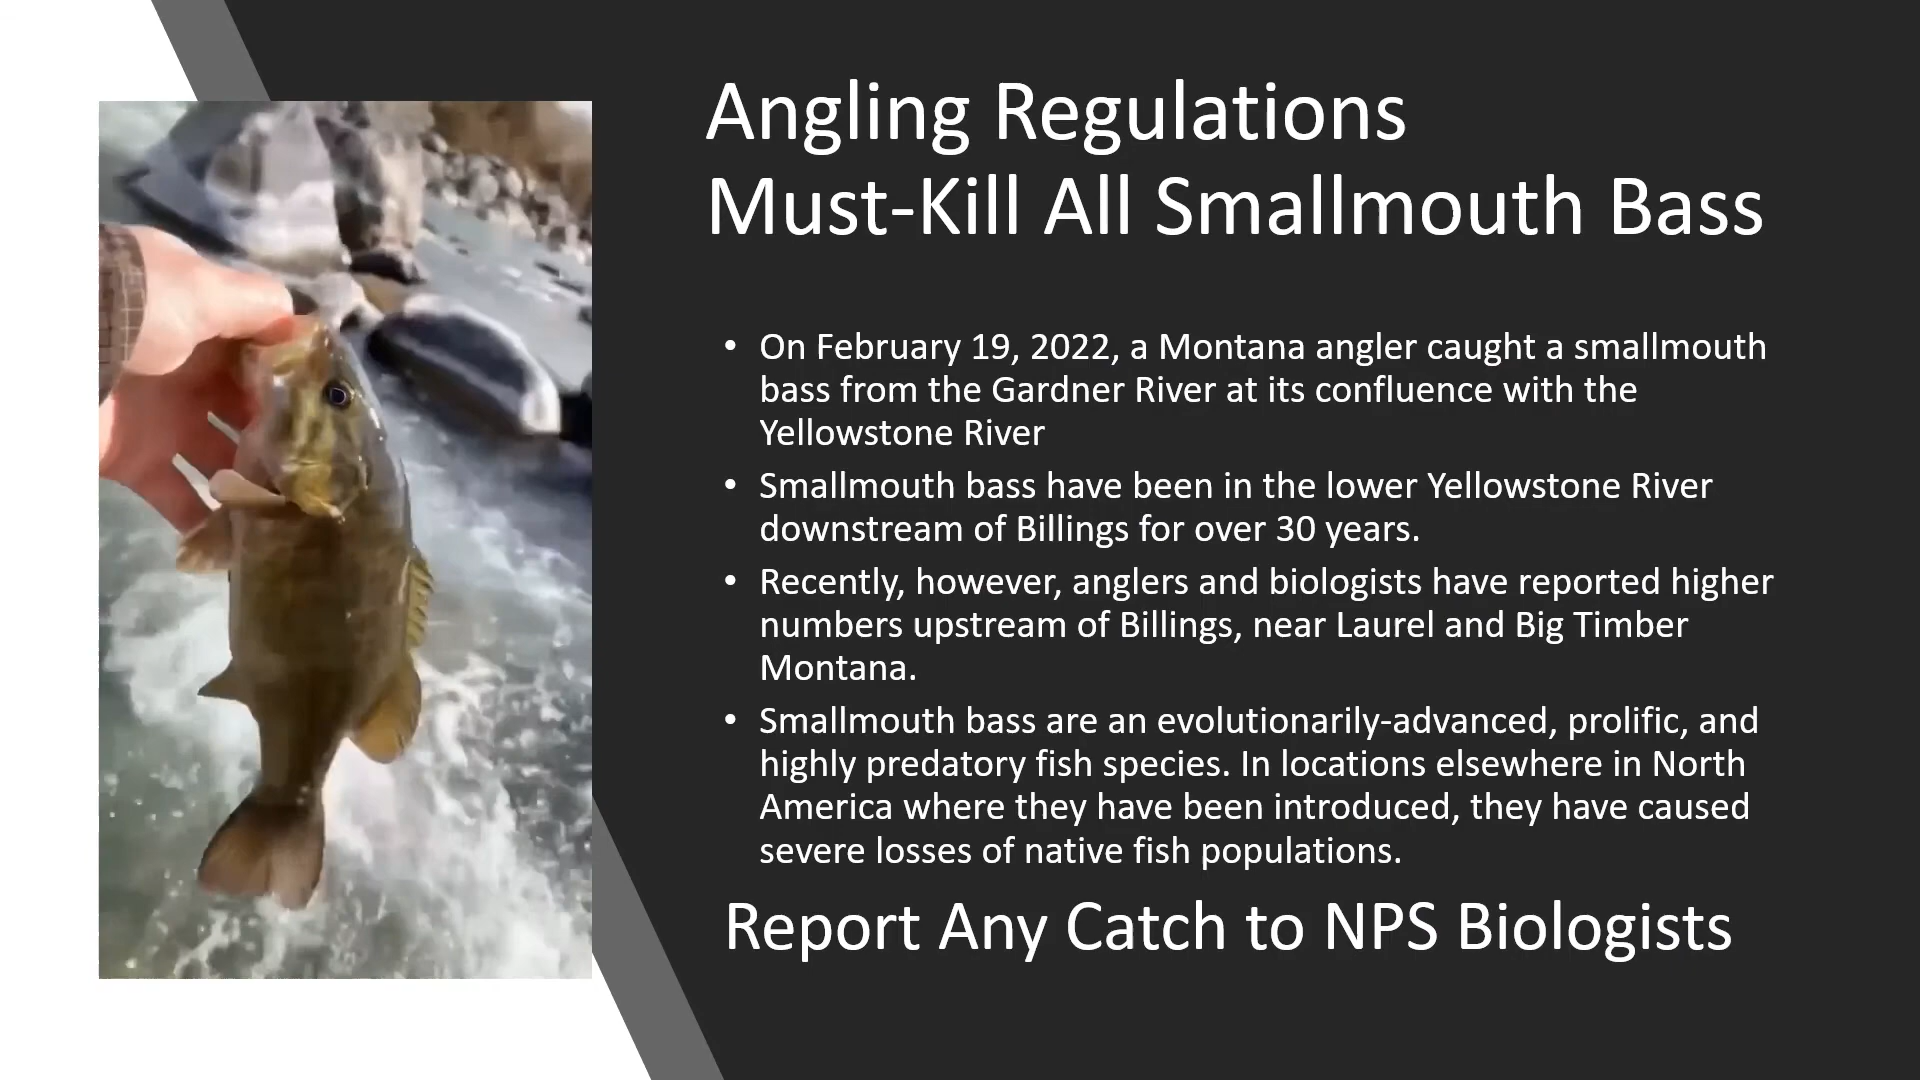 Angling Regulations
Must-Kill All Smallmouth Bass
• On February 19, 2022, a Montana angler caught a smallmouth
bass from the Gardner River at its confluence with the
Yellowstone River
• Smallmouth bass have been in the lower Yellowstone River
downstream of Billings for over 30 years.
• Recently, however, anglers and biologists have reported higher
numbers upstream of Billings, near Laurel and Big Timber
Montana.
• Smallmouth bass are an evolutionarily-advanced, prolific, and
highly predatory fish species. In locations elsewhere in North
America where they have been introduced, they have caused
severe losses of native fish populations.
Report Any Catch to NPS Biologists